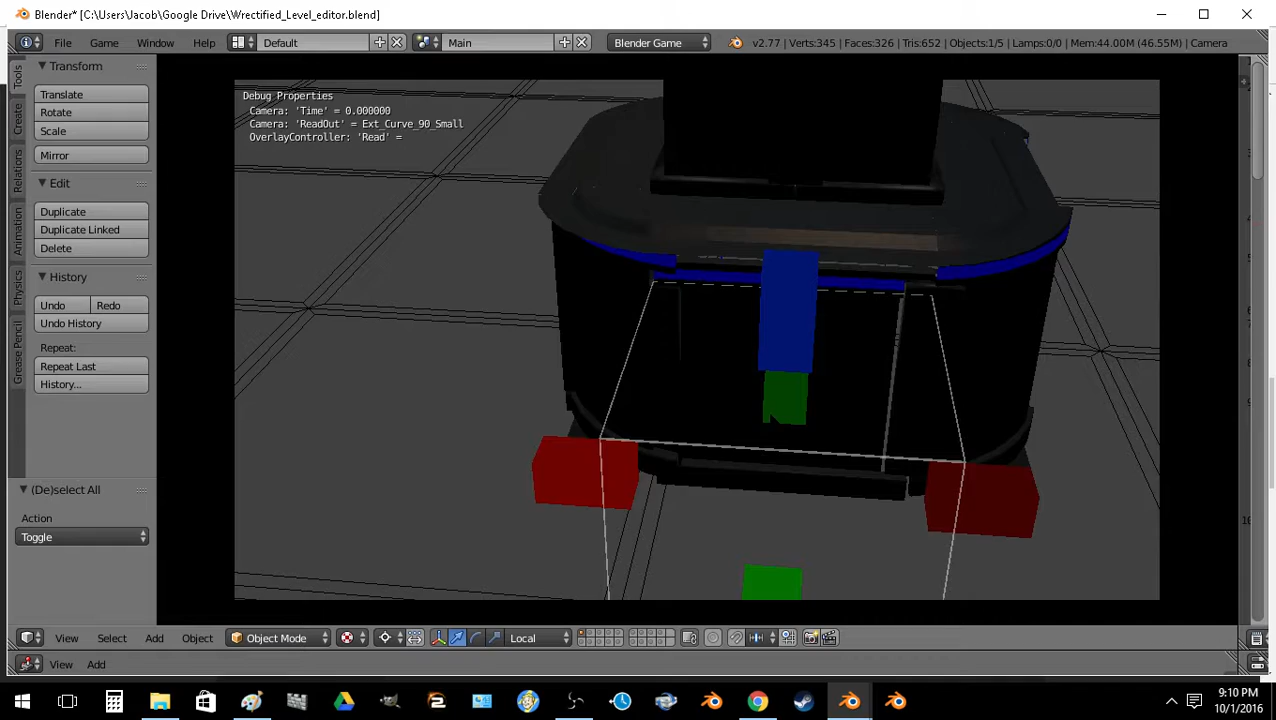 Blender* [C:\Users\Jacob\Google Drive\Wrectified_Level_editor.blend]
File Game Window Help Default Main Blender Game v2.77 | Verts:345 | Faces:326 | Tris:652 | Objects:1/5 | Lamps:0/0 | Mem:44.00M (46.55M) | Camera
Tools
Create
Relations
Animation
Physics
Grease Pencil
Transform
Translate
Rotate
Scale
Mirror
Edit
Duplicate
Duplicate Linked
Delete
History
Undo Redo
Undo History
Repeat:
Repeat Last
History...
(De)select All
Action
Toggle
Debug Properties
Camera: 'Time' = 0.000000
Camera: 'ReadOut' = Ext_Curve_90_Small
OverlayController: 'Read' =
View Select Add Object Object Mode Local
View Add
9:10 PM
10/1/2016